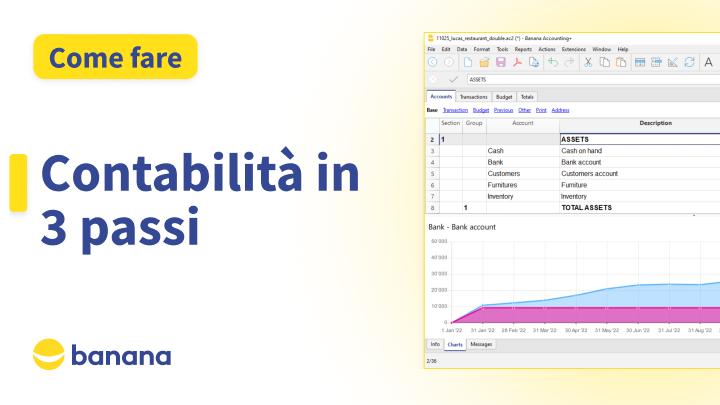 Come fare
Contabilità in
3 passi
banana
11025_lucas_restaurant_double.ac2 (*) - Banana Accounting+
File Edit Data Format Tools Reports Actions Extensions Window Help
ASSETS
Accounts Transactions Budget Totals
Base Transaction Budget Previous Other Print Address
Section Group Account Description
2 1 ASSETS
3 Cash Cash on hand
4 Bank Bank account
5 Customers Customers account
6 Furnitures Furniture
7 Inventory Inventory
8 1 TOTAL ASSETS
Bank - Bank account
60'000
40'000
30'000
20'000
10'000
0
1 Jan '22 31 Jan '22 28 Feb '22 31 Mar '22 30 Apr '22 31 May '22 30 Jun '22 31 Jul '22 31 Aug '22
Info Charts Messages
2/36